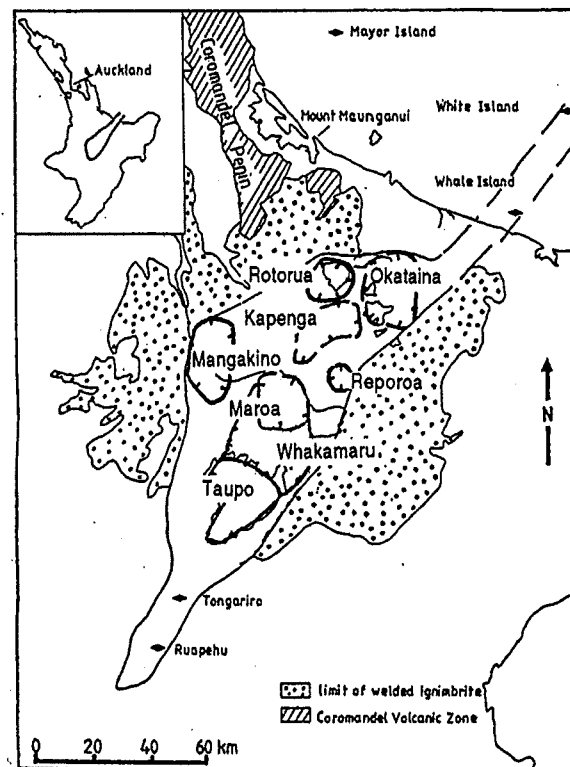 Auckland
Coromandel Penin
Mayor Island
Mount Maunganui
White Island
Whale Island
Rotorua
Okataina
Kapenga
Mangakino
Reporoa
Maroa
Whakamaru
Taupo
N
Tongariro
Ruapehu
limit of welded Ignimbrite
Coromandel Volcanic Zone
0 20 40 60 km